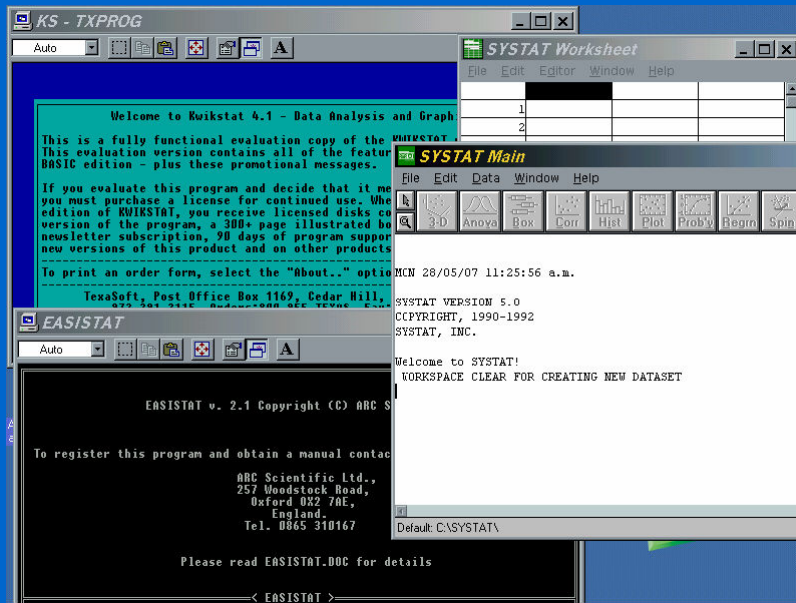 KS - TXPROG
Auto
A
Welcome to Kwikstat 4.1 - Data Analysis and Graph
This is a fully functional evaluation copy of the KWIKSTAT
This evaluation version contains all of the featur
BASIC edition - plus these promotional messages.
If you evaluate this program and decide that it me
you must purchase a license for continued use. Whe
edition of KWIKSTAT, you receive licensed disks co
version of the program, a 300+ page illustrated bo
newsletter subscription, 90 days of program suppor
new versions of this product and on other products
To print an order form, select the "About.." optio
TexaSoft, Post Office Box 1169, Cedar Hill,
SYSTAT Worksheet
File Edit Editor Window Help
1
2
SYSTAT Main
File Edit Data Window Help
3-D Anova Box Corr Hist Plot Prob'y Regrn Spin
MON 28/05/07 11:25:56 a.m.
SYSTAT VERSION 5.0
COPYRIGHT, 1990-1992
SYSTAT, INC.
Welcome to SYSTAT!
WORKSPACE CLEAR FOR CREATING NEW DATASET
Default: C:\SYSTAT\
EASISTAT
Auto
A
EASISTAT v. 2.1 Copyright (C) ARC S
To register this program and obtain a manual contac
ARC Scientific Ltd.,
257 Woodstock Road,
Oxford OX2 7AE,
England.
Tel. 0865 310167
Please read EASISTAT.DOC for details
< EASISTAT >